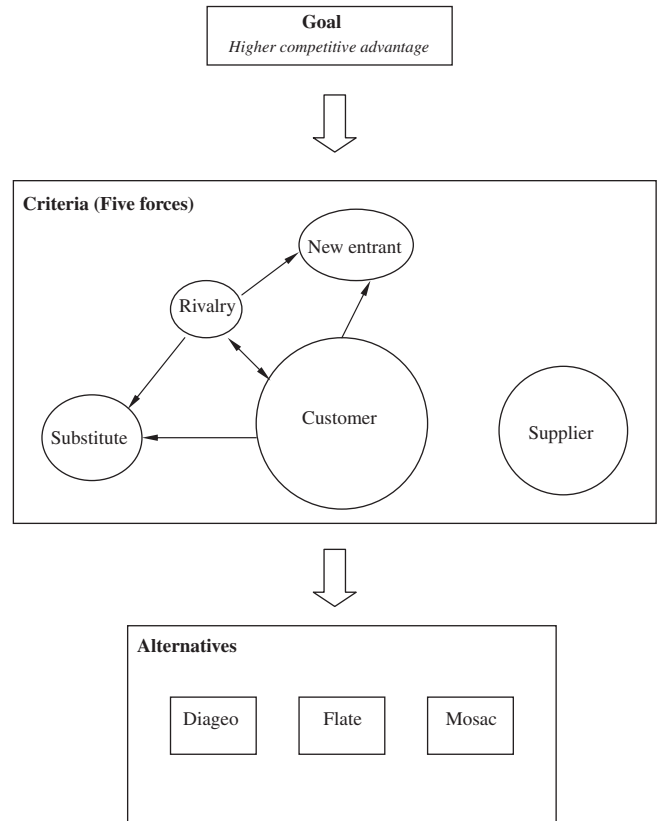 Goal
Higher competitive advantage
Criteria (Five forces)
New entrant
Rivalry
Customer
Supplier
Substitute
Alternatives
Diageo
Flate
Mosac